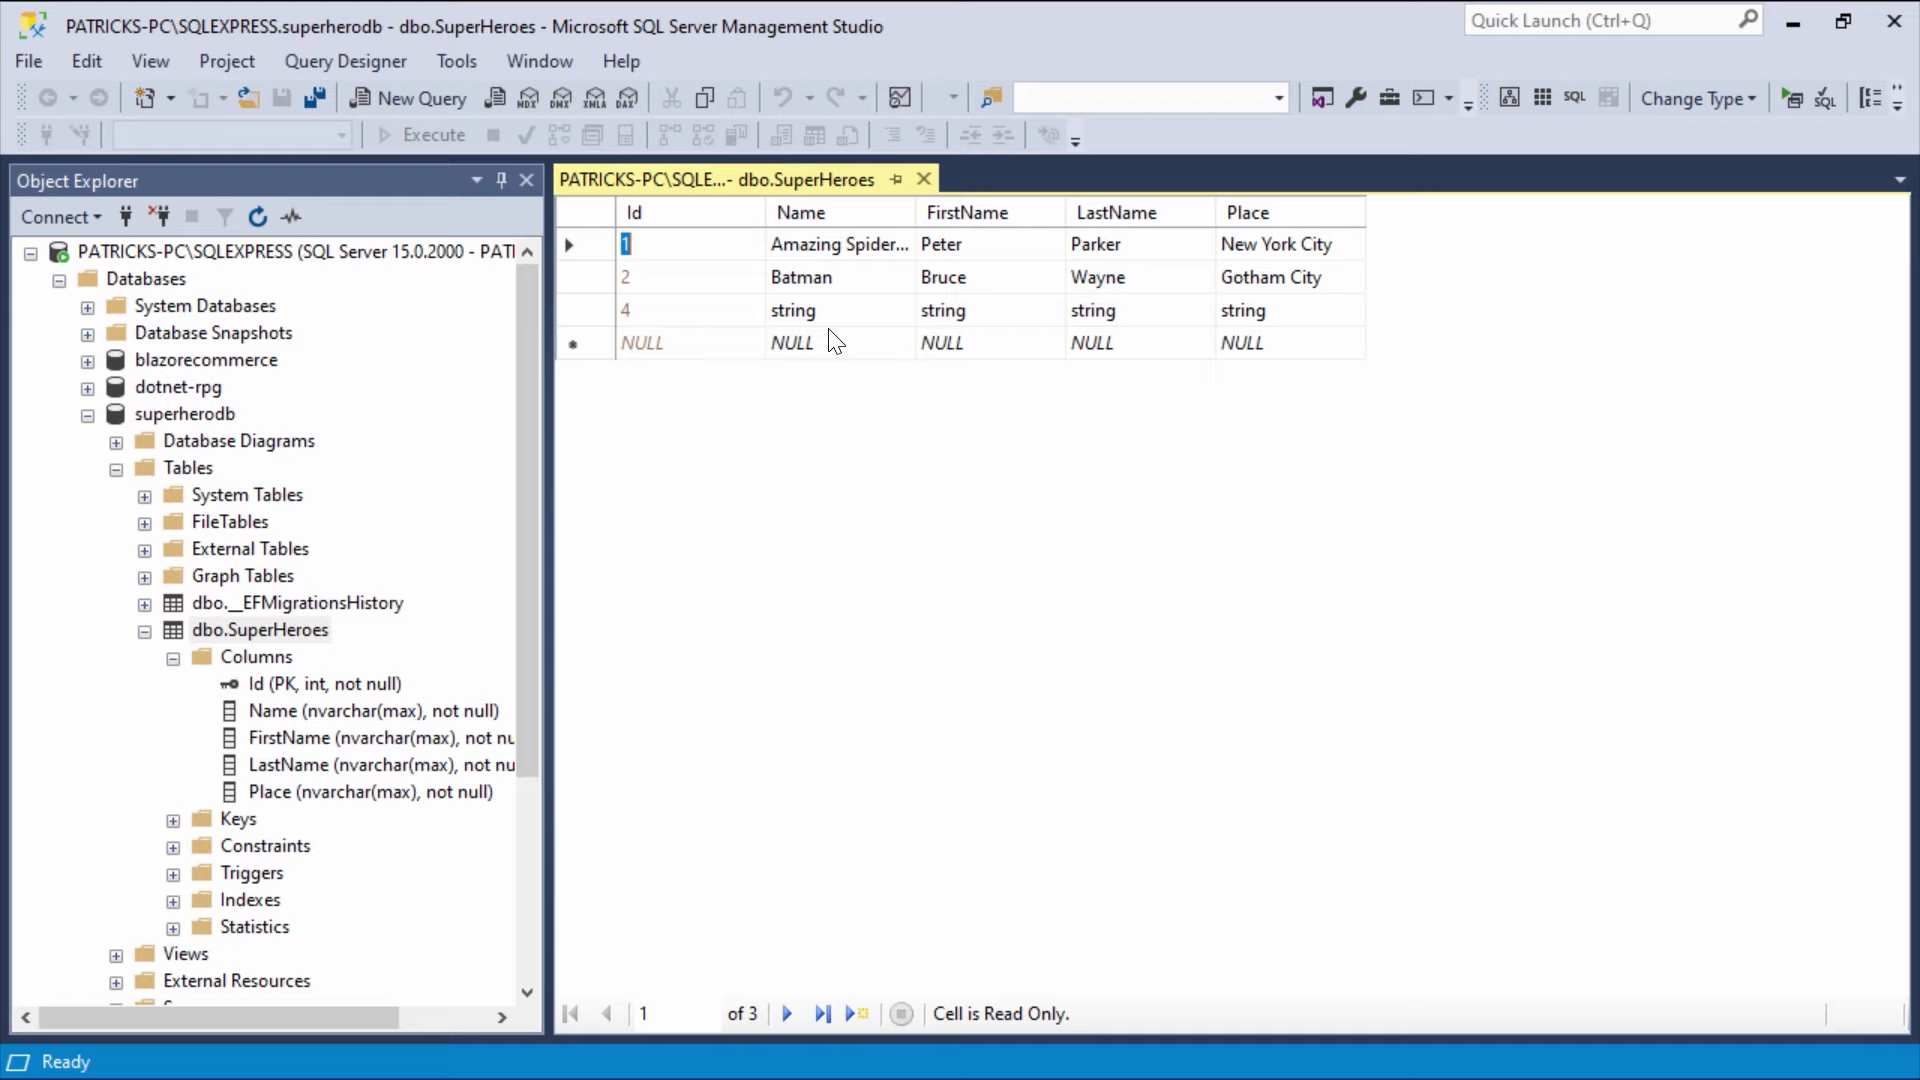 PATRICKS-PC\SQLEXPRESS.superherodb - dbo.SuperHeroes - Microsoft SQL Server Management Studio
Quick Launch (Ctrl+Q)
File Edit View Project Query Designer Tools Window Help
New Query MDX DMX XMLA DAX SQL Change Type SQL
Execute
Object Explorer
Connect
PATRICKS-PC\SQLEXPRESS (SQL Server 15.0.2000 - PATI
Databases
System Databases
Database Snapshots
blazorecommerce
dotnet-rpg
superherodb
Database Diagrams
Tables
System Tables
FileTables
External Tables
Graph Tables
dbo.__EFMigrationsHistory
dbo.SuperHeroes
Columns
Id (PK, int, not null)
Name (nvarchar(max), not null)
FirstName (nvarchar(max), not nu
LastName (nvarchar(max), not nu
Place (nvarchar(max), not null)
Keys
Constraints
Triggers
Indexes
Statistics
Views
External Resources
PATRICKS-PC\SQLE...- dbo.SuperHeroes
Id Name FirstName LastName Place
1 Amazing Spider... Peter Parker New York City
2 Batman Bruce Wayne Gotham City
4 string string string string
NULL NULL NULL NULL NULL
1 of 3 Cell is Read Only.
Ready